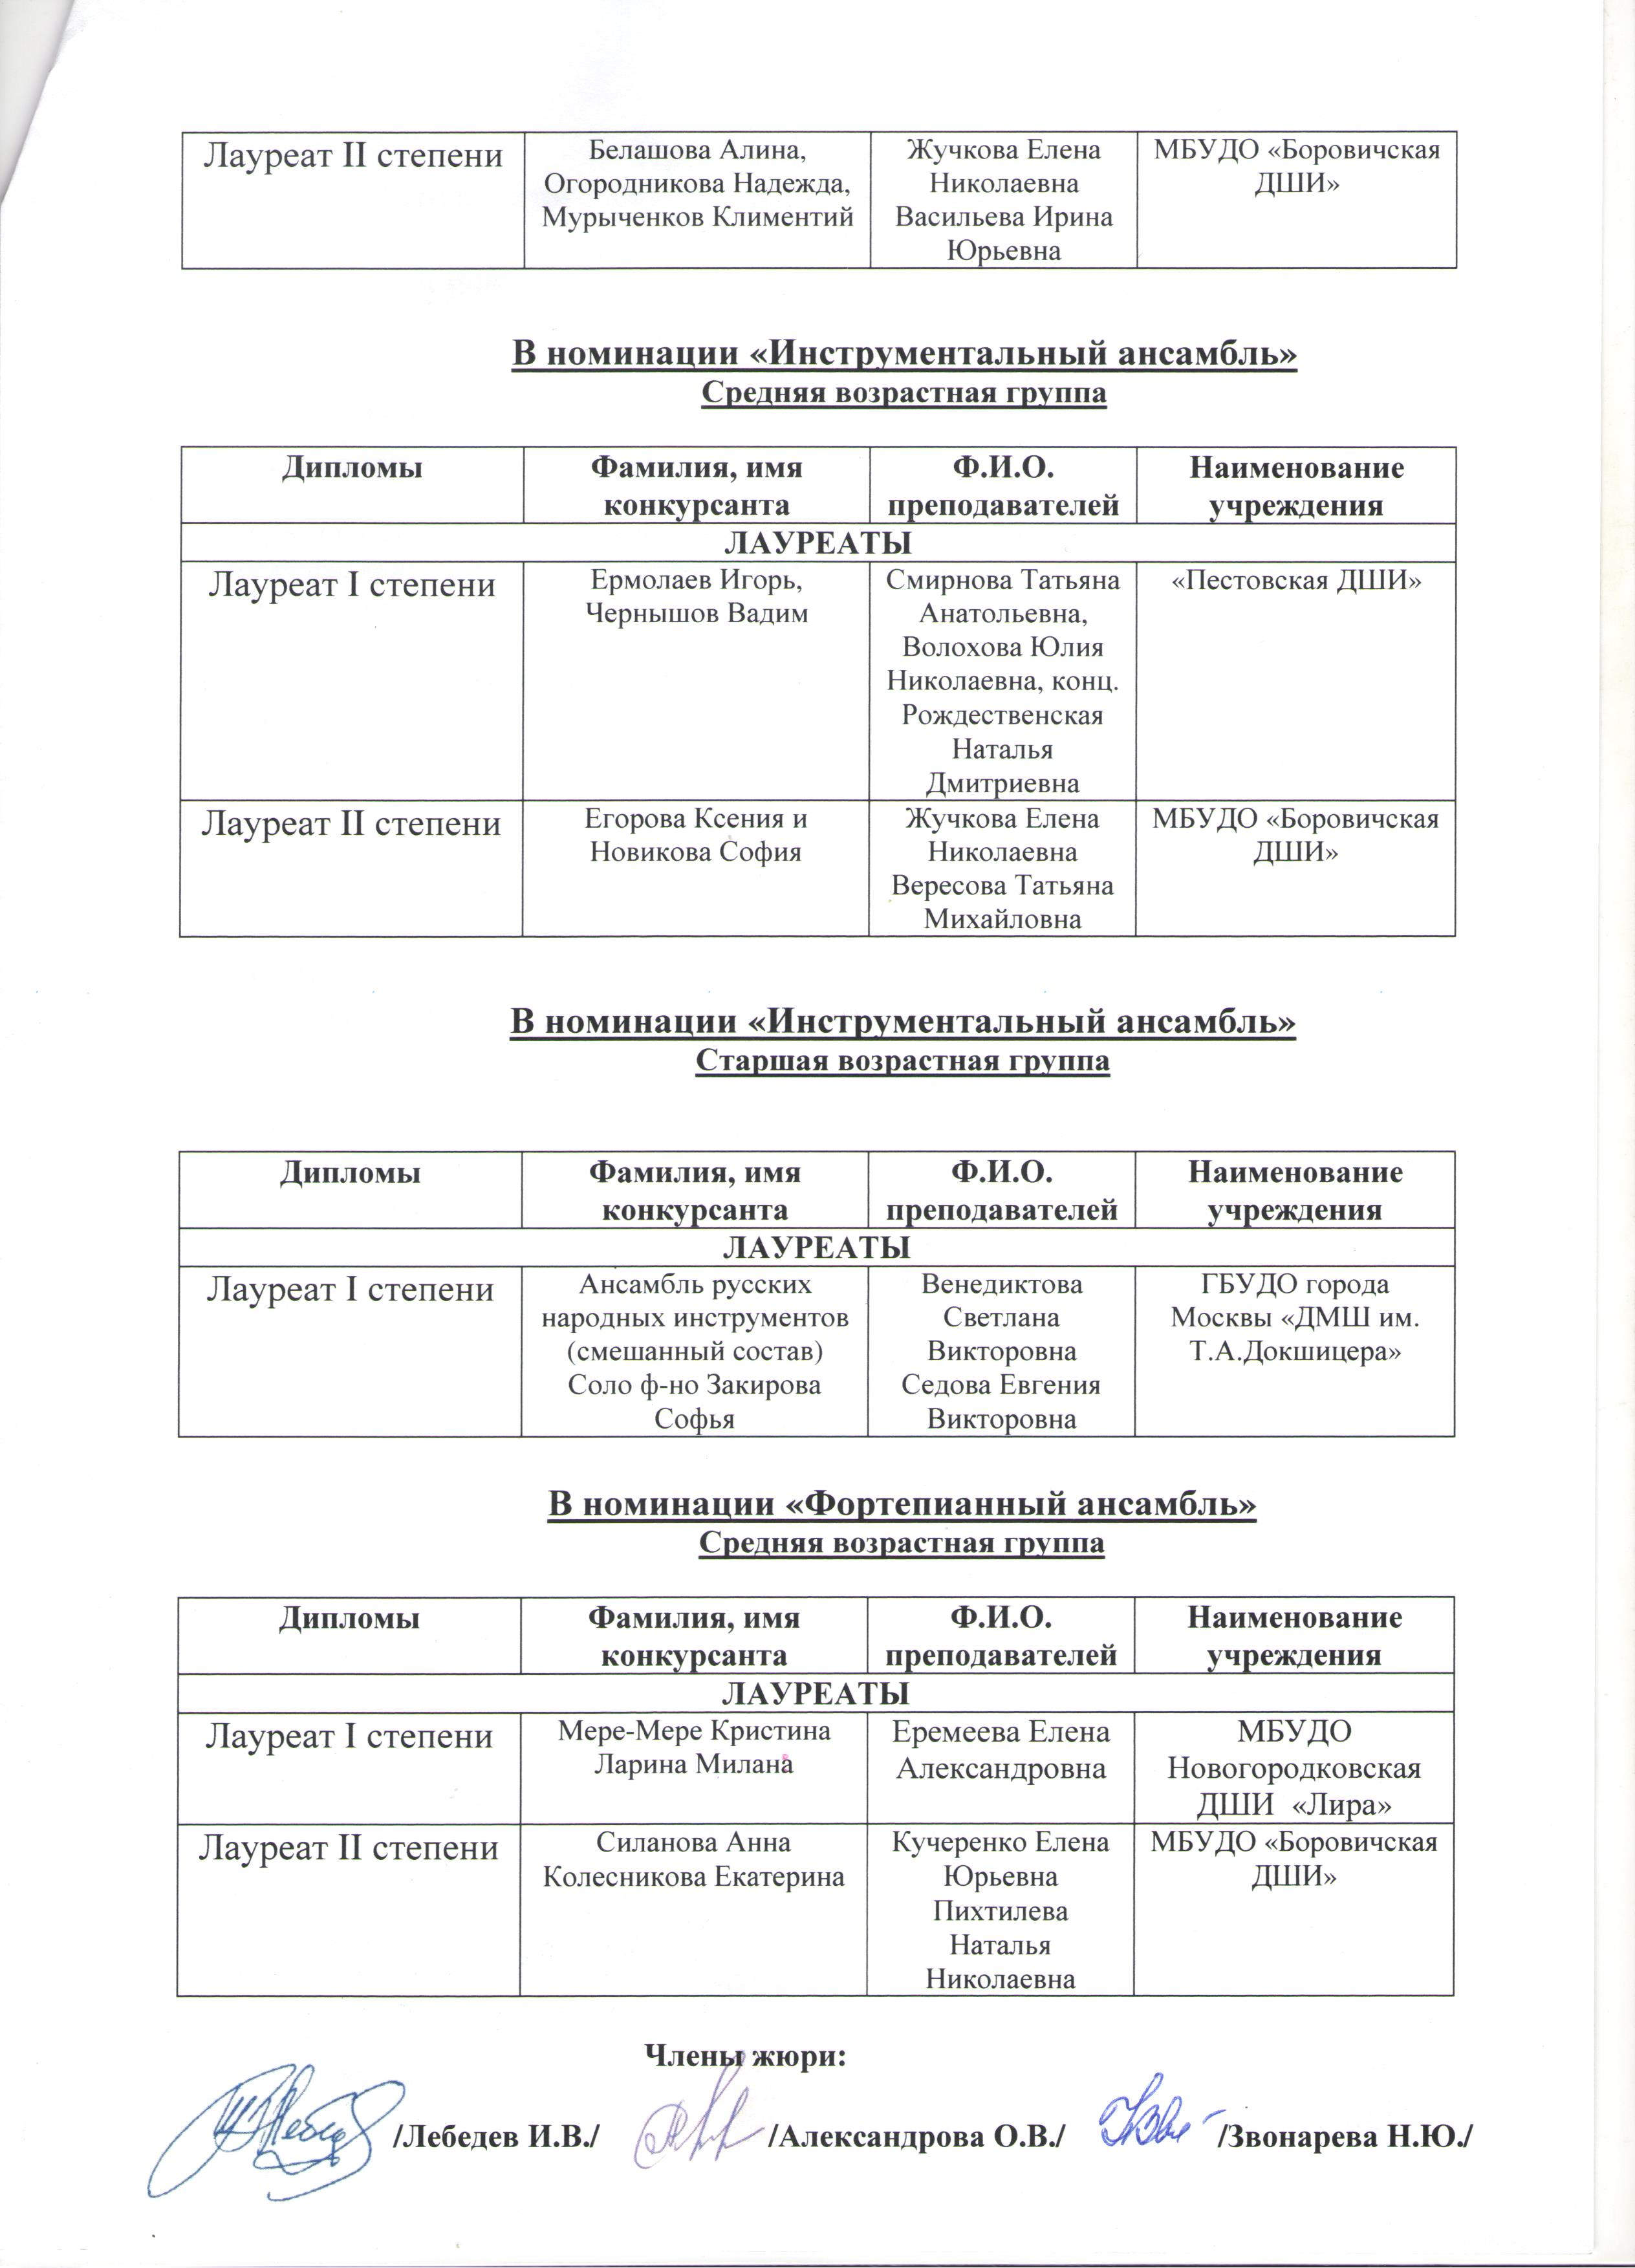 Лауреат II степени
Белашова Алина,
Огородникова Надежда,
Мурыченков Климентий
Жучкова Елена
Николаевна
Васильева Ирина
Юрьевна
МБУДО «Боровичская
ДШИ»
В номинации «Инструментальный ансамбль»
Средняя возрастная группа
Дипломы
Фамилия, имя
конкурсанта
Ф.И.О.
преподавателей
Наименование
учреждения
ЛАУРЕАТЫ
Лауреат I степени
Ермолаев Игорь,
Чернышов Вадим
Смирнова Татьяна
Анатольевна,
Волохова Юлия
Николаевна, конц.
Рождественская
Наталья
Дмитриевна
«Пестовская ДШИ»
Лауреат II степени
Егорова Ксения и
Новикова София
Жучкова Елена
Николаевна
Вересова Татьяна
Михайловна
МБУДО «Боровичская
ДШИ»
В номинации «Инструментальный ансамбль»
Старшая возрастная группа
Дипломы
Фамилия, имя
конкурсанта
Ф.И.О.
преподавателей
Наименование
учреждения
ЛАУРЕАТЫ
Лауреат I степени
Ансамбль русских
народных инструментов
(смешанный состав)
Соло ф-но Закирова
Софья
Венедиктова
Светлана
Викторовна
Седова Евгения
Викторовна
ГБУДО города
Москвы «ДМШ им.
Т.А.Докшицера»
В номинации «Фортепианный ансамбль»
Средняя возрастная группа
Дипломы
Фамилия, имя
конкурсанта
Ф.И.О.
преподавателей
Наименование
учреждения
ЛАУРЕАТЫ
Лауреат I степени
Мере-Мере Кристина
Ларина Милана
Еремеева Елена
Александровна
МБУДО
Новогородковская
ДШИ «Лира»
Лауреат II степени
Силанова Анна
Колесникова Екатерина
Кучеренко Елена
Юрьевна
Пихтилева
Наталья
Николаевна
МБУДО «Боровичская
ДШИ»
Члены жюри:
/Лебедев И.В./ /Александрова О.В./ /Звонарева Н.Ю./